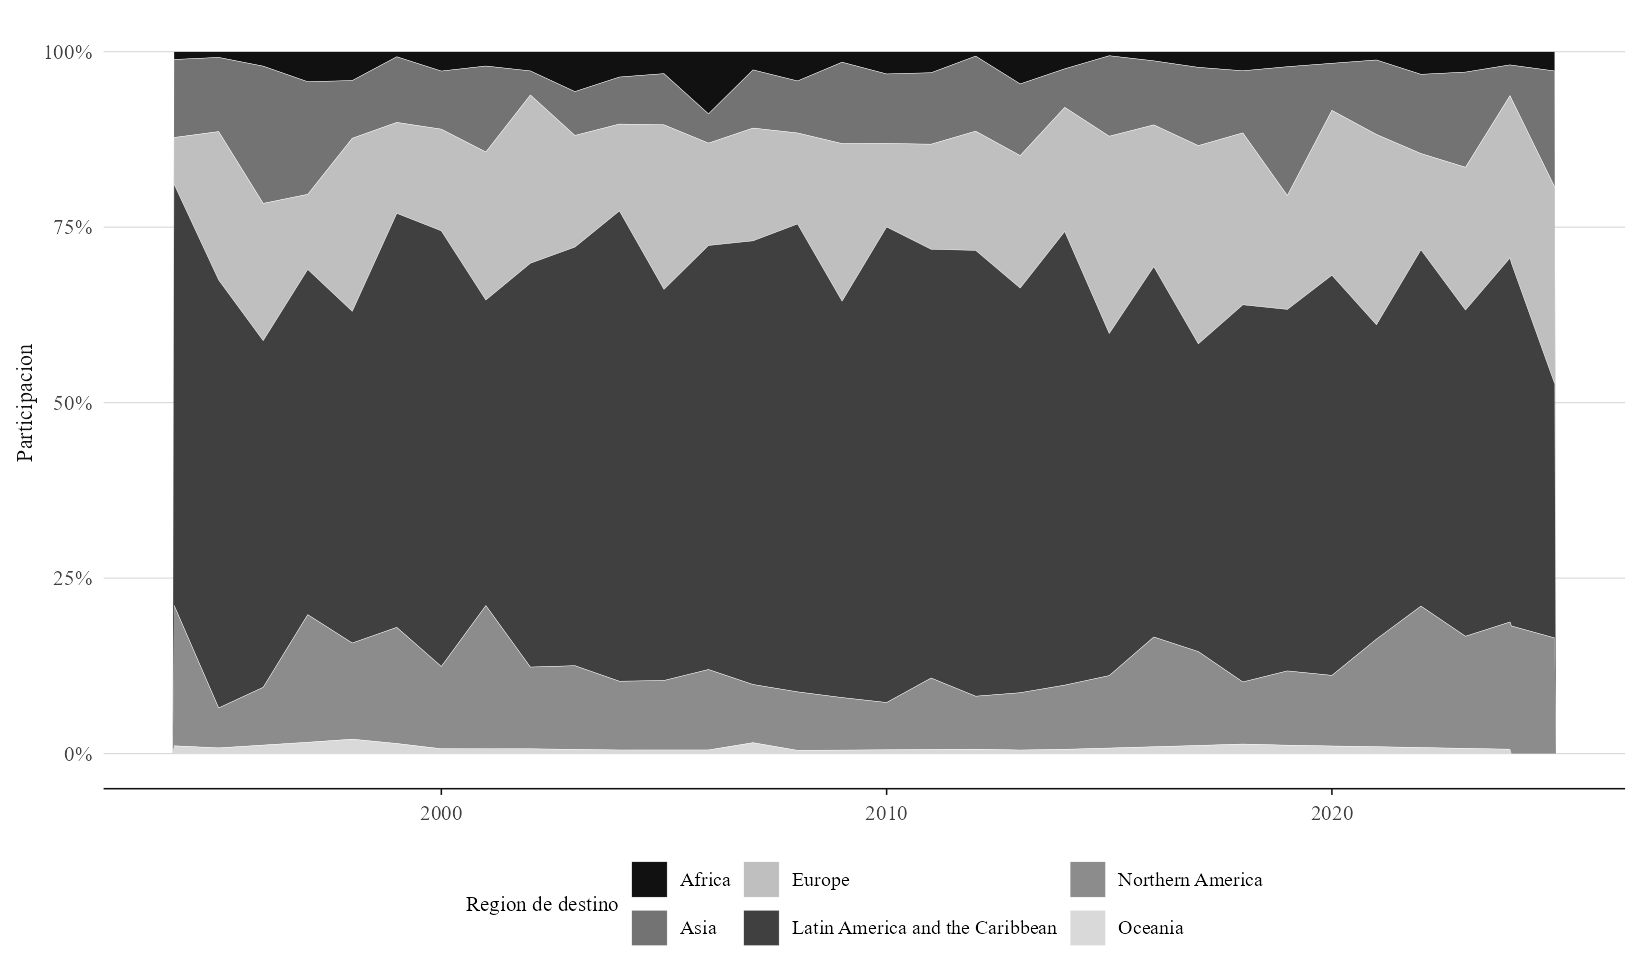 100%
75%
50%
25%
0%
Participacion
2000 2010 2020
Region de destino
Africa Europe Northern America
Asia Latin America and the Caribbean Oceania